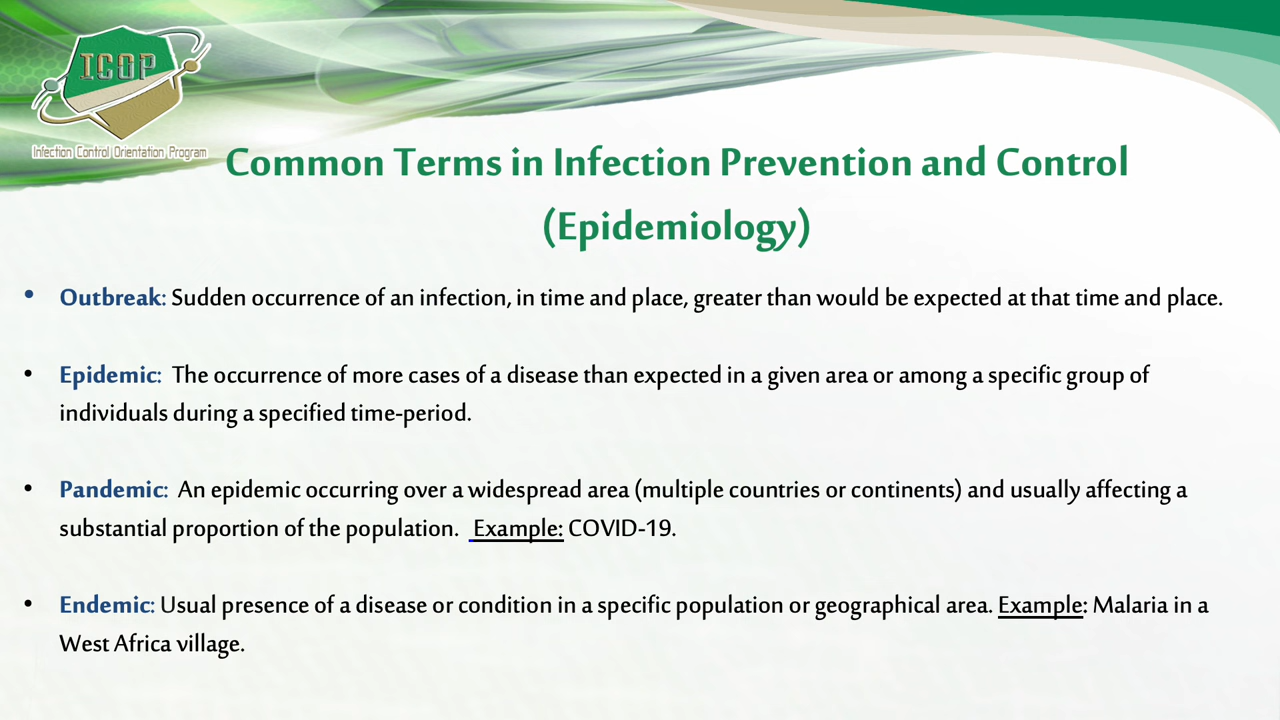 ICOP
Infection Control Orientation Program
Common Terms in Infection Prevention and Control
(Epidemiology)
• Outbreak: Sudden occurrence of an infection, in time and place, greater than would be expected at that time and place.
• Epidemic: The occurrence of more cases of a disease than expected in a given area or among a specific group of
individuals during a specified time-period.
• Pandemic: An epidemic occurring over a widespread area (multiple countries or continents) and usually affecting a
substantial proportion of the population. Example: COVID-19.
• Endemic: Usual presence of a disease or condition in a specific population or geographical area. Example: Malaria in a
West Africa village.